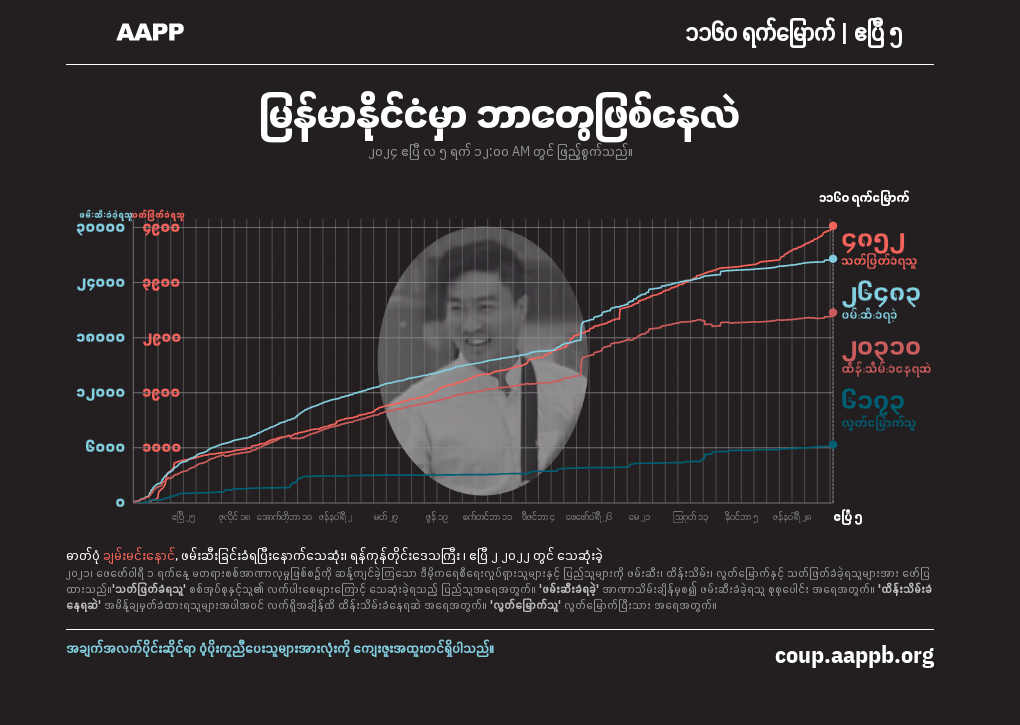 AAPP
၁၁၆၀ ရက်မြောက် | ဧပြီ ၅
မြန်မာနိုင်ငံမှာ ဘာတွေဖြစ်နေလဲ
၂၀၂၄ ဧပြီ လ ၅ ရက် ၁၂:၀၀ AM တွင် ဖြည့်စွက်သည်။
၁၁၆၀ ရက်မြောက်
ဖမ်းဆီးခံခဲ့ရသူ သတ်ဖြတ်ခံရသူ
၃၀၀၀၀ ၄၉၀၀
၄၈၅၂
သတ်ဖြတ်ခံရသူ
၂၄၀၀၀ ၃၉၀၀
၂၆၄၈၃
ဖမ်းဆီးခံရခဲ့
၁၈၀၀၀ ၂၉၀၀
၂၀၃၁၀
ထိန်းသိမ်းခံနေရဆဲ
၁၂၀၀၀ ၁၉၀၀
၆၁၇၃
လွတ်မြောက်သူ
၆၀၀၀ ၁၀၀၀
၀
ဧပြီ ၂၅ ဇူလိုင် ၁၈ အောက်တိုဘာ ၁၀ ဇန်နဝါရီ ၂ မတ် ၂၇ ဇွန် ၁၉ စက်တင်ဘာ ၁၁ ဒီဇင်ဘာ ၄ ဖေဖော်ဝါရီ ၂၆ မေ ၂၁ ဩဂုတ် ၁၃ နိုဝင်ဘာ ၅ ဇန်နဝါရီ ၂၈ ဧပြီ ၅
ဓာတ်ပုံ ချမ်းမင်းနောင်, ဖမ်းဆီးခြင်းခံရပြီးနောက်သေဆုံး၊ ရန်ကုန်တိုင်းဒေသကြီး ၊ ဧပြီ ၂ ၂၀၂၂ တွင် သေဆုံးခဲ့
၂၀၂၁၊ ဖေဖော်ဝါရီ ၁ ရက်နေ့ မတရားစစ်အာဏာလုမှုဖြစ်စဥ်ကို ဆန့်ကျင်ခဲ့ကြသော ဒီမိုကရေစီရေးလှုပ်ရှားသူများနှင့် ပြည်သူများကို ဖမ်းဆီး၊ ထိန်းသိမ်း၊ လွတ်မြောက်နှင့် သတ်ဖြတ်ခံခဲ့ရသူများအား ဖော်ပြ
ထားသည်။'သတ်ဖြတ်ခံရသူ' စစ်အုပ်စုနှင့်သူ၏ လက်ပါးစေများကြောင့် သေဆုံးခဲ့ရသည့် ပြည်သူအရေအတွက်။ 'ဖမ်းဆီးခံရခဲ့' အာဏာသိမ်းချိန်မှစ၍ ဖမ်းဆီးခံခဲ့ရသူ စုစုပေါင်း အရေအတွက်။ 'ထိန်းသိမ်းခံ
နေရဆဲ' အမိန့်ချမှတ်ခံထားရသူများအပါအဝင် လက်ရှိအချိန်ထိ ထိန်းသိမ်းခံနေရဆဲ အရေအတွက်။ 'လွတ်မြောက်သူ' လွတ်မြောက်ပြီးသား အရေအတွက်။
အချက်အလက်ပိုင်းဆိုင်ရာ ပံ့ပိုးကူညီပေးသူများအားလုံးကို ကျေးဇူးအထူးတင်ရှိပါသည်။
coup.aappb.org